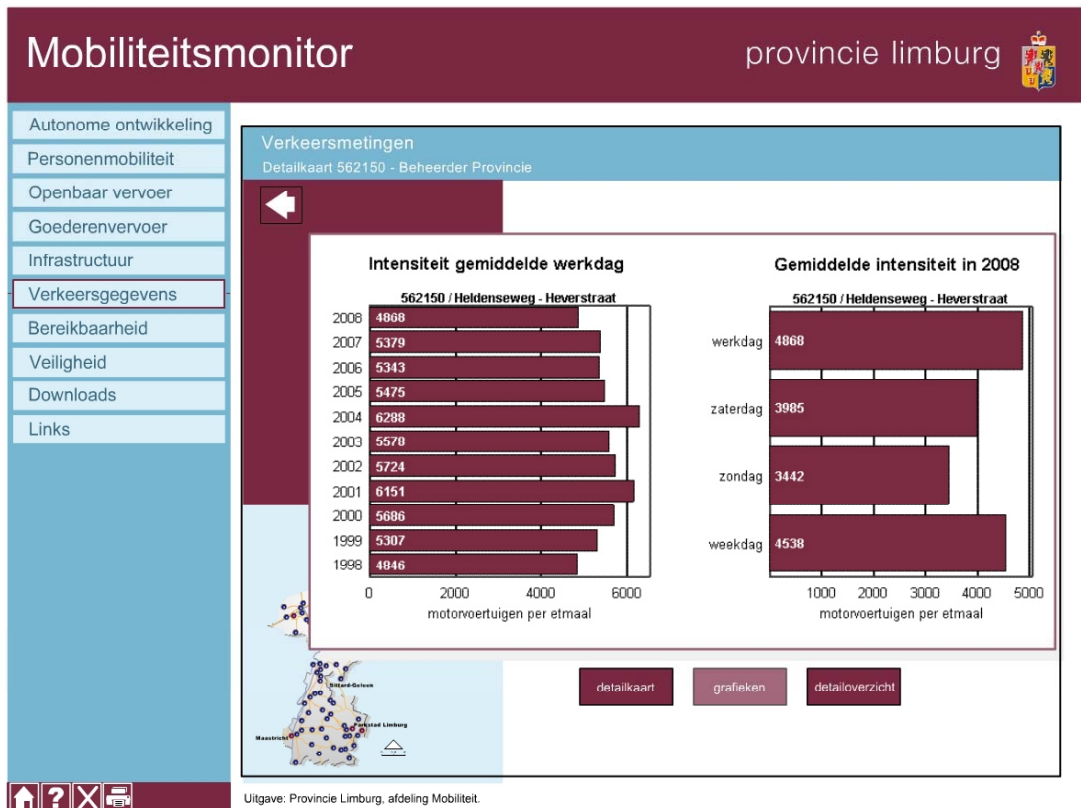 Mobiliteitsmonitor
provincie limburg
Autonome ontwikkeling
Personenmobiliteit
Openbaar vervoer
Goederenvervoer
Infrastructuur
Verkeersgegevens
Bereikbaarheid
Veiligheid
Downloads
Links
Verkeersmetingen
Detailkaart 562150 - Beheerder Provincie
Intensiteit gemiddelde werkdag
562150 / Heldenseweg - Heverstraat
2008 4868
2007 5379
2006 5343
2005 5475
2004 6288
2003 5578
2002 5724
2001 6151
2000 5686
1999 5307
1998 4846
0 2000 4000 6000
motorvoertuigen per etmaal
Gemiddelde intensiteit in 2008
562150 / Heldenseweg - Heverstraat
werkdag 4868
zaterdag 3985
zondag 3442
weekdag 4538
1000 2000 3000 4000 5000
motorvoertuigen per etmaal
Sittard-Geleen
Parkstad Limburg
Maastricht
detailkaart
grafieken
detailoverzicht
?
X
Uitgave: Provincie Limburg, afdeling Mobiliteit.